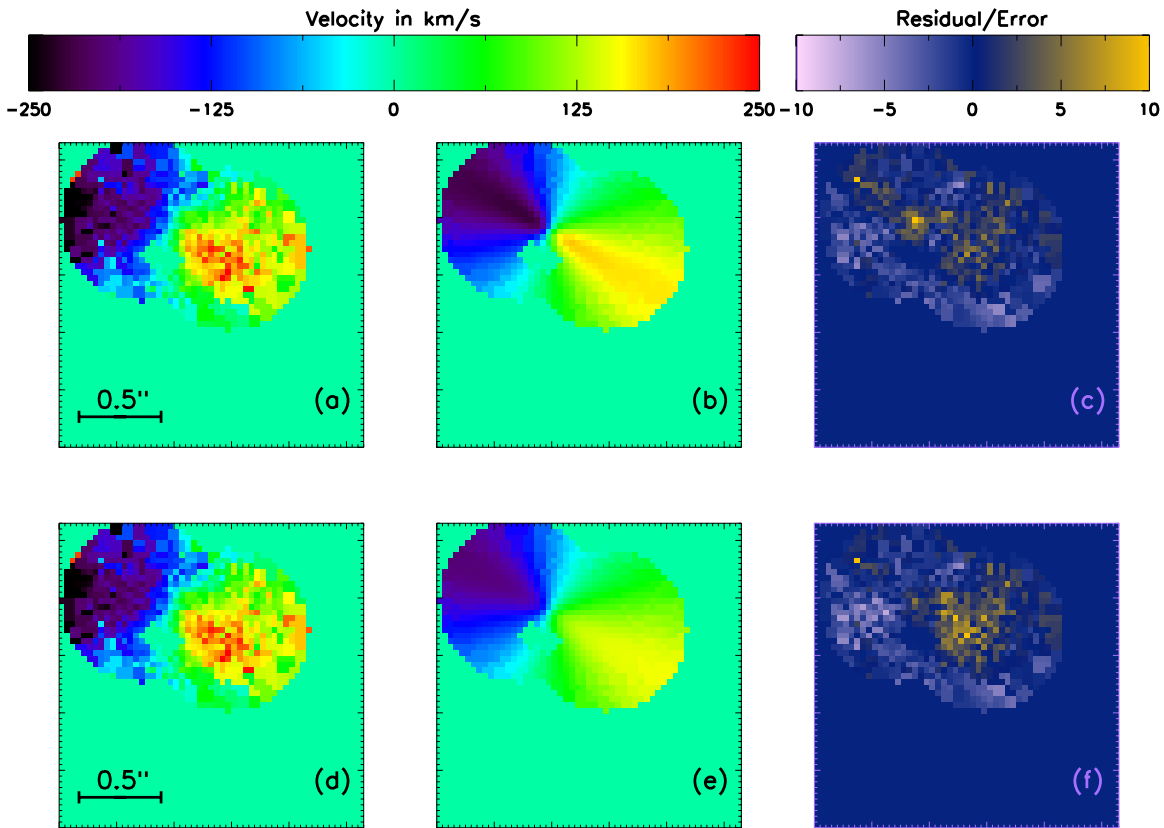 Velocity in km/s Residual/Error
-250 -125 0 125 250 -10 -5 0 5 10
0.5" (a) (b) (c)
0.5" (d) (e) (f)